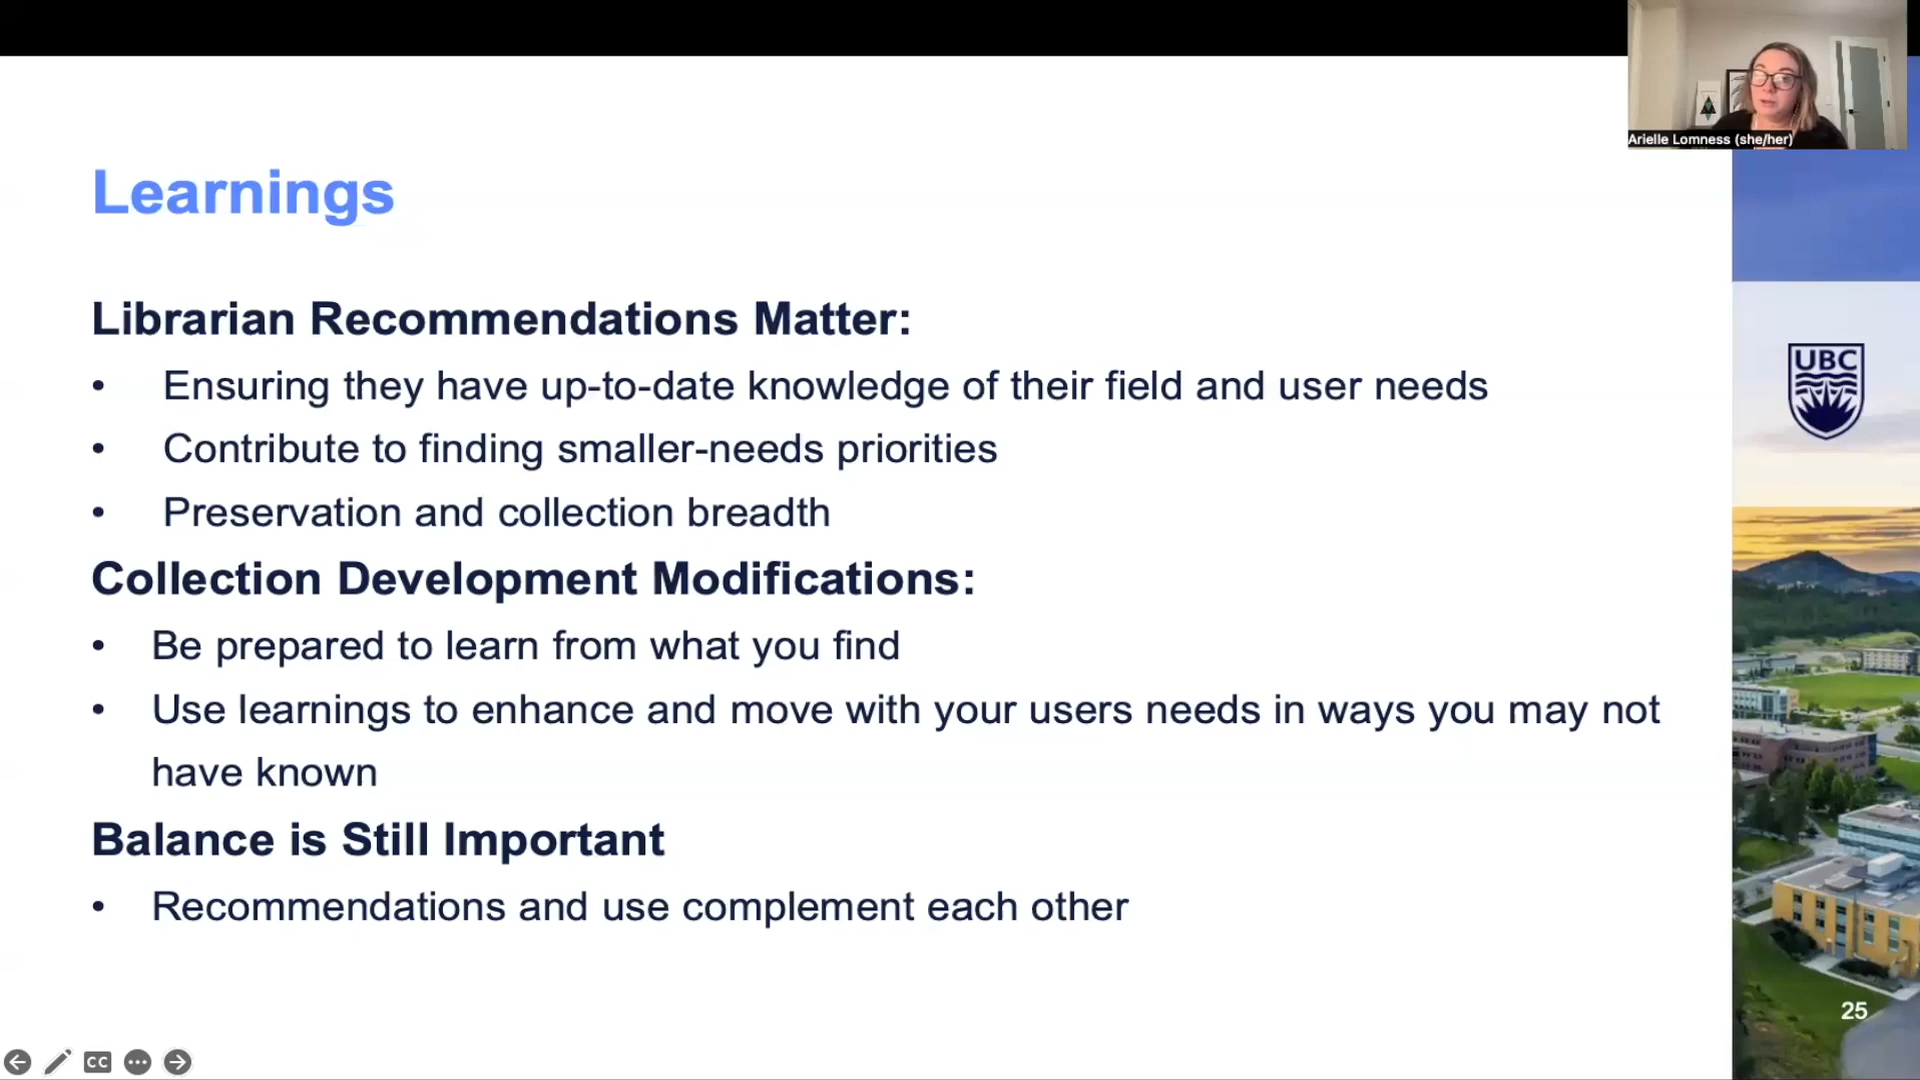 Arielle Lomness (she/her)
Learnings
Librarian Recommendations Matter:
• Ensuring they have up-to-date knowledge of their field and user needs
• Contribute to finding smaller-needs priorities
• Preservation and collection breadth
Collection Development Modifications:
• Be prepared to learn from what you find
• Use learnings to enhance and move with your users needs in ways you may not
have known
Balance is Still Important
• Recommendations and use complement each other
UBC
25
CC